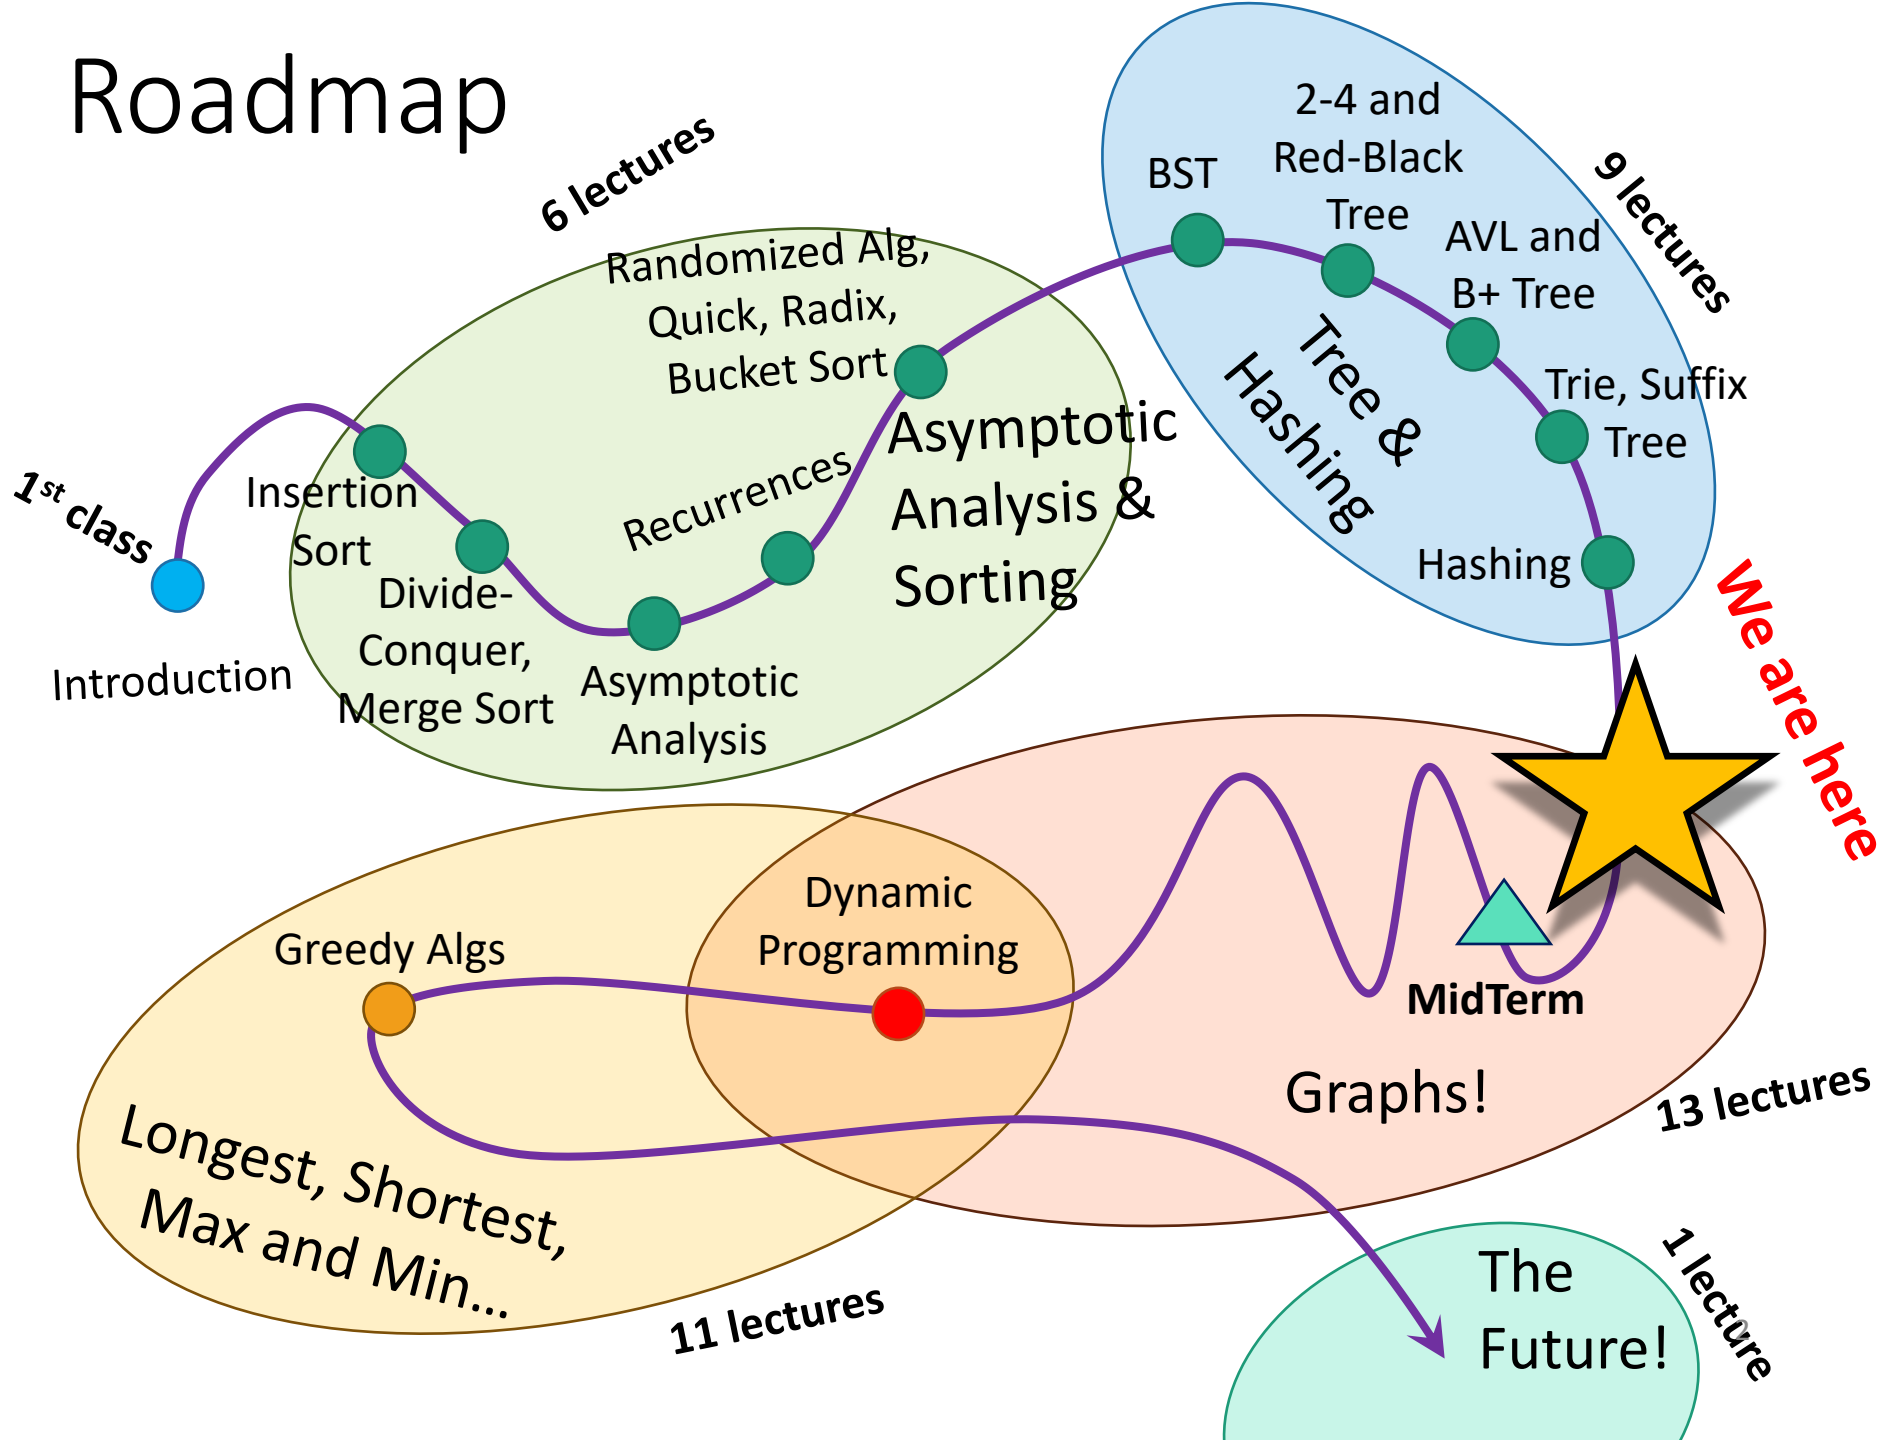 Roadmap
6 lectures
1st class
Introduction
Insertion
Sort
Divide-
Conquer,
Merge Sort
Asymptotic
Analysis
Recurrences
Randomized Alg,
Quick, Radix,
Bucket Sort
Asymptotic
Analysis &
Sorting
BST
2-4 and
Red-Black
Tree
AVL and
B+ Tree
Trie, Suffix
Tree
Hashing
Tree &
Hashing
9 lectures
We are here
MidTerm
Graphs!
13 lectures
Dynamic
Programming
Greedy Algs
Longest, Shortest,
Max and Min...
11 lectures
The
Future!
1 lecture